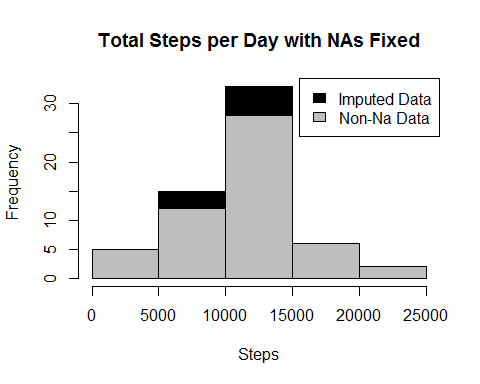 Total Steps per Day with NAs Fixed
Imputed Data
Non-Na Data
Frequency
30
20
10
5
0
0 5000 10000 15000 20000 25000
Steps